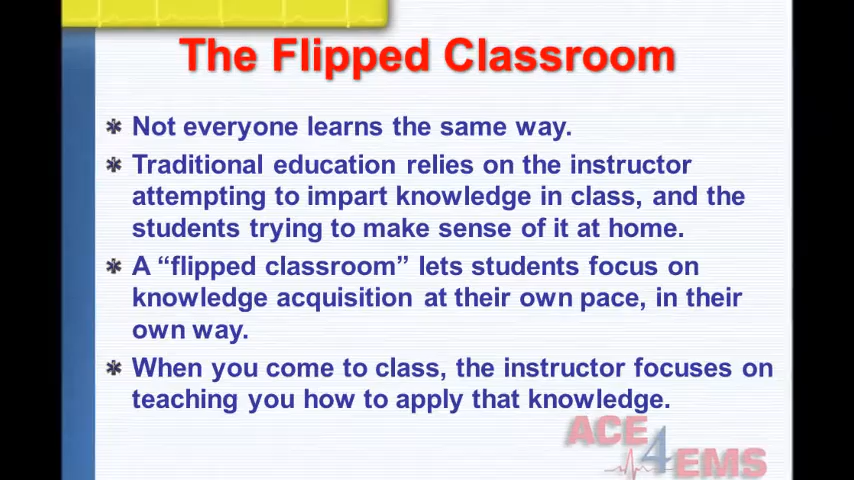 The Flipped Classroom
Not everyone learns the same way.
Traditional education relies on the instructor
attempting to impart knowledge in class, and the
students trying to make sense of it at home.
A “flipped classroom” lets students focus on
knowledge acquisition at their own pace, in their
own way.
When you come to class, the instructor focuses on
teaching you how to apply that knowledge.
ACE
4
EMS